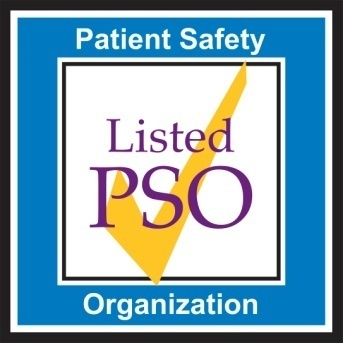 Patient Safety
Listed
PSO
Organization